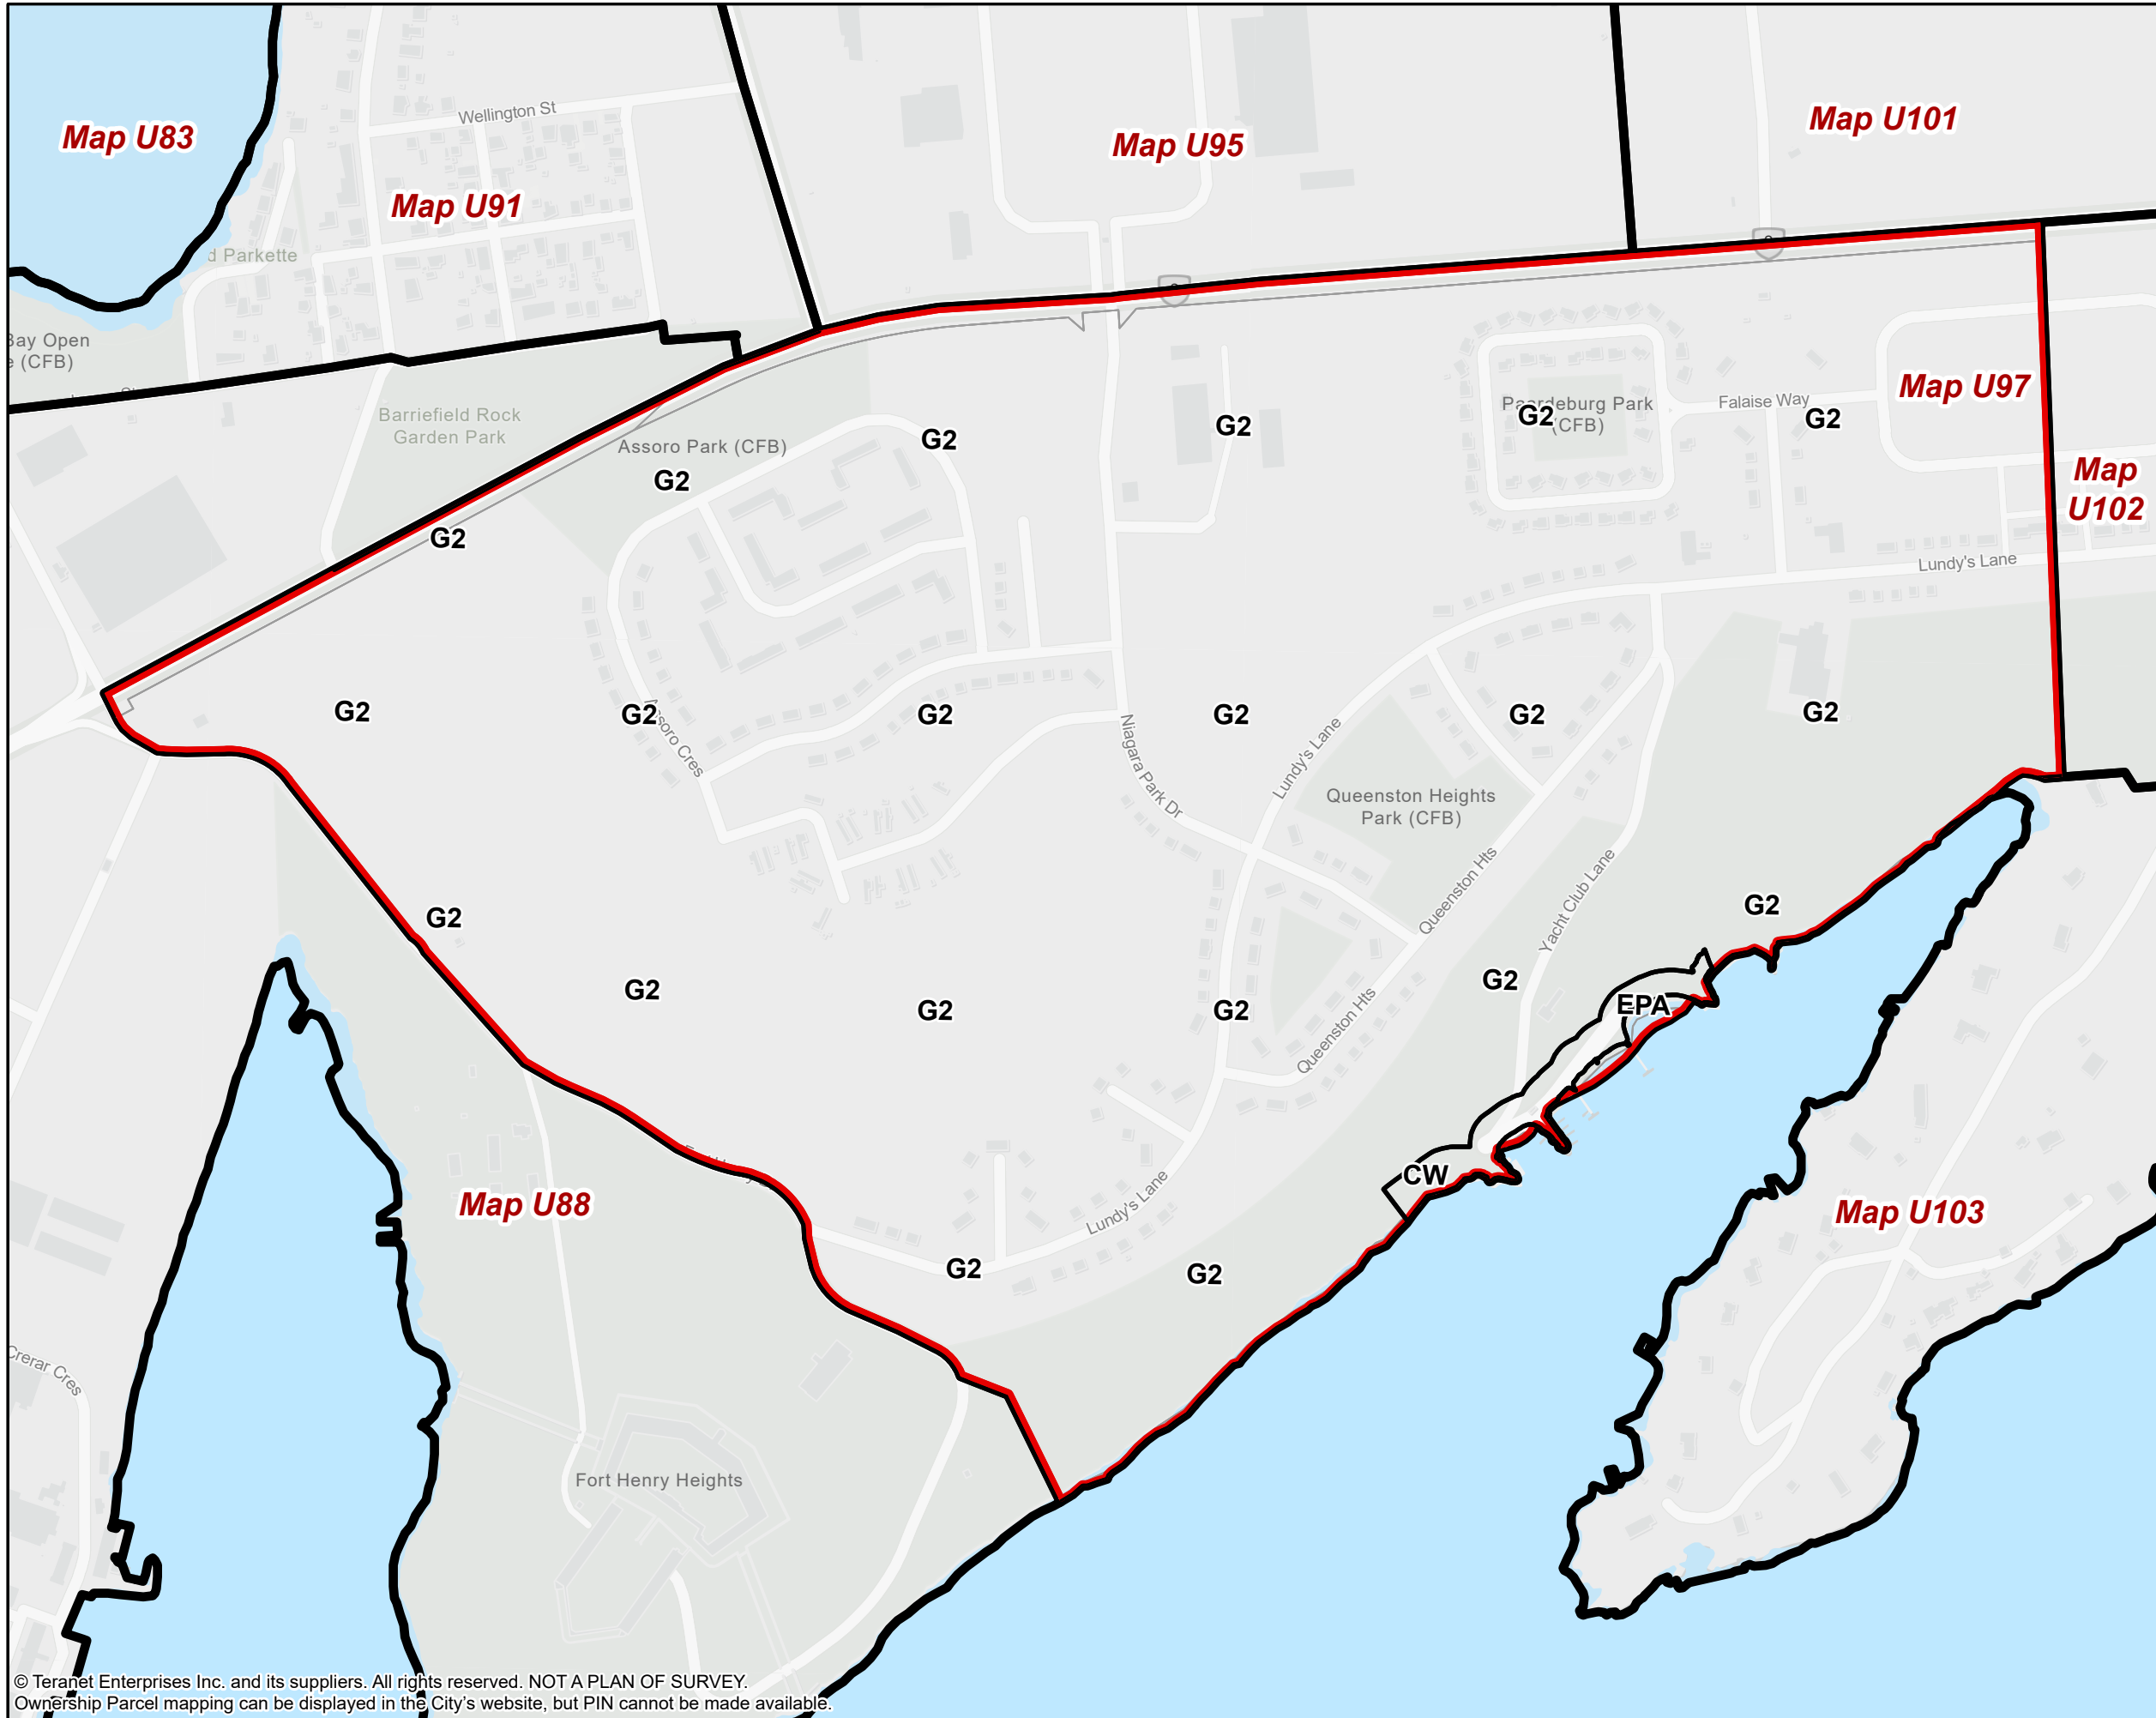 Map U83
Wellington St
Map U91
Map U95
Map U101
d Parkette
Bay Open
(CFB)
Barriefield Rock
Garden Park
Assoro Park (CFB)
G2
G2
G2
G2
Paardeburg Park
(CFB)
G2
Falaise Way
G2
Map U97
Map
U102
Lundy's Lane
G2
G2
Assoro Cres
G2
G2
Niagara Park Dr
Lundy's Lane
G2
G2
Queenston Heights
Park (CFB)
Queenston Hts
Yacht Club Lane
G2
G2
G2
G2
G2
Queenston Hts
G2
EPA
CW
Map U88
Lundy's Lane
Map U103
G2
G2
Crerar Cres
Fort Henry Heights
© Teranet Enterprises Inc. and its suppliers. All rights reserved. NOT A PLAN OF SURVEY.
Ownership Parcel mapping can be displayed in the City's website, but PIN cannot be made available.